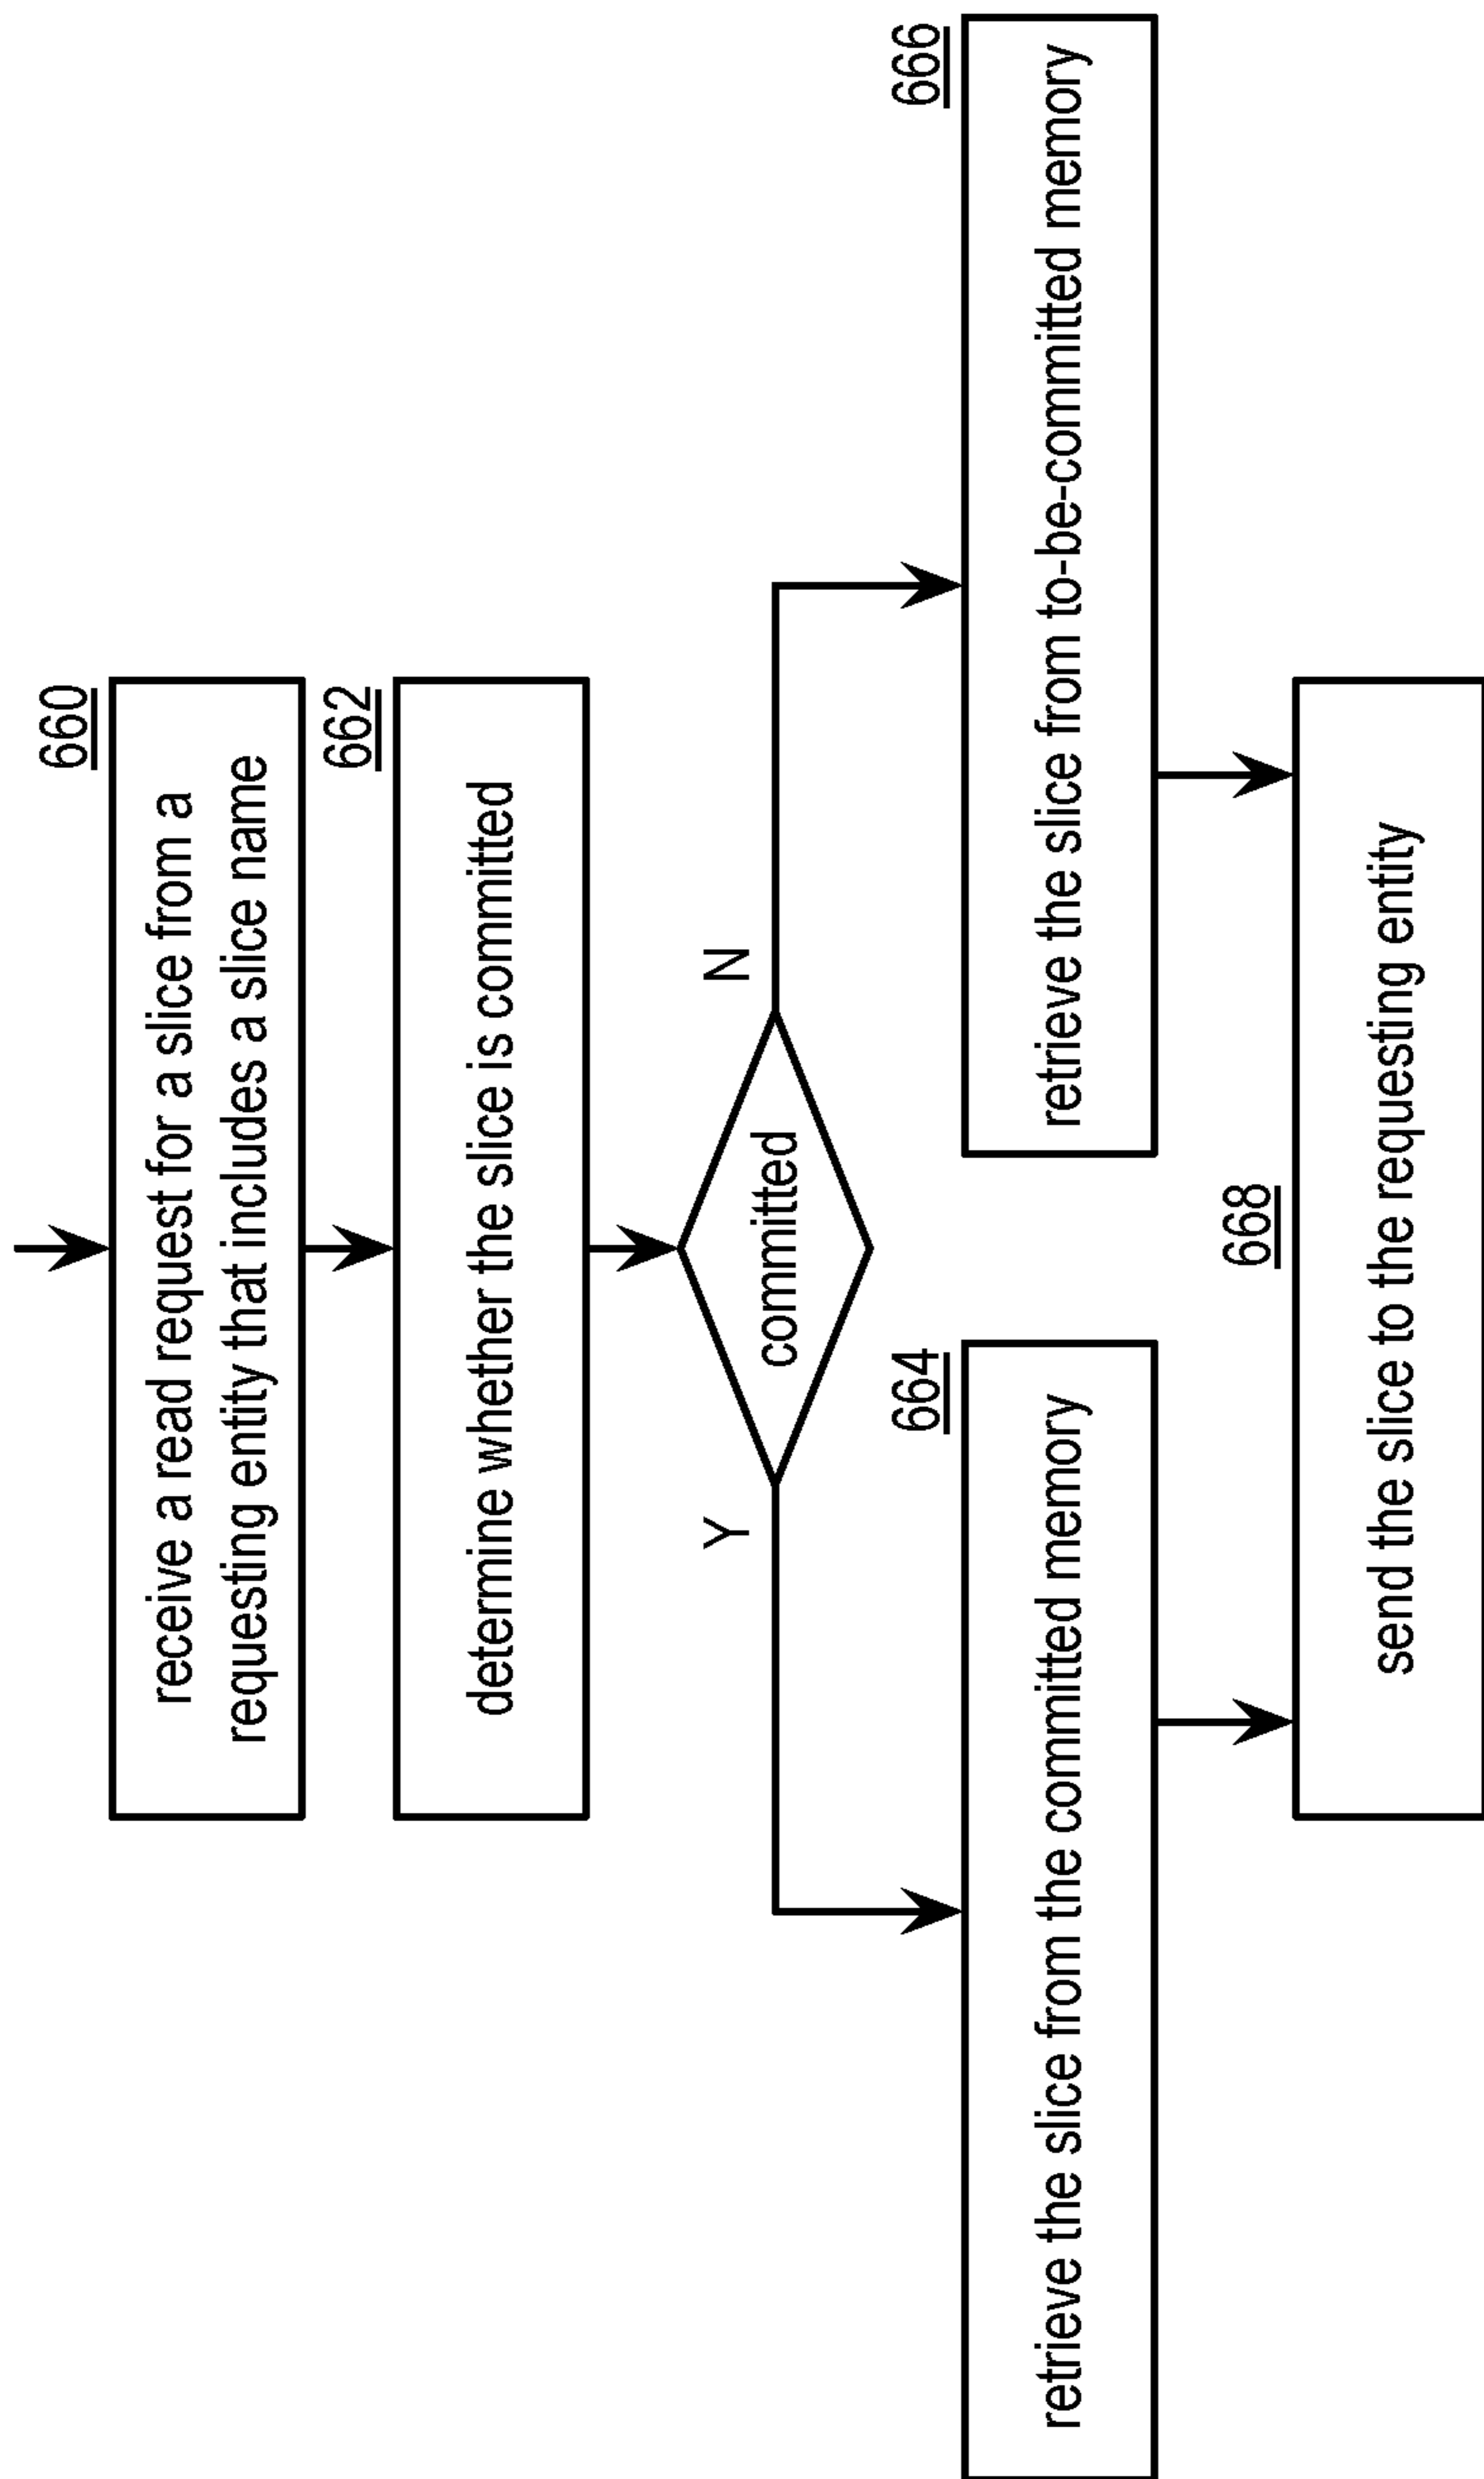 660
receive a read request for a slice from a
requesting entity that includes a slice name
662
determine whether the slice is committed
Y
committed
N
664
retrieve the slice from the committed memory
666
retrieve the slice from to-be-committed memory
668
send the slice to the requesting entity